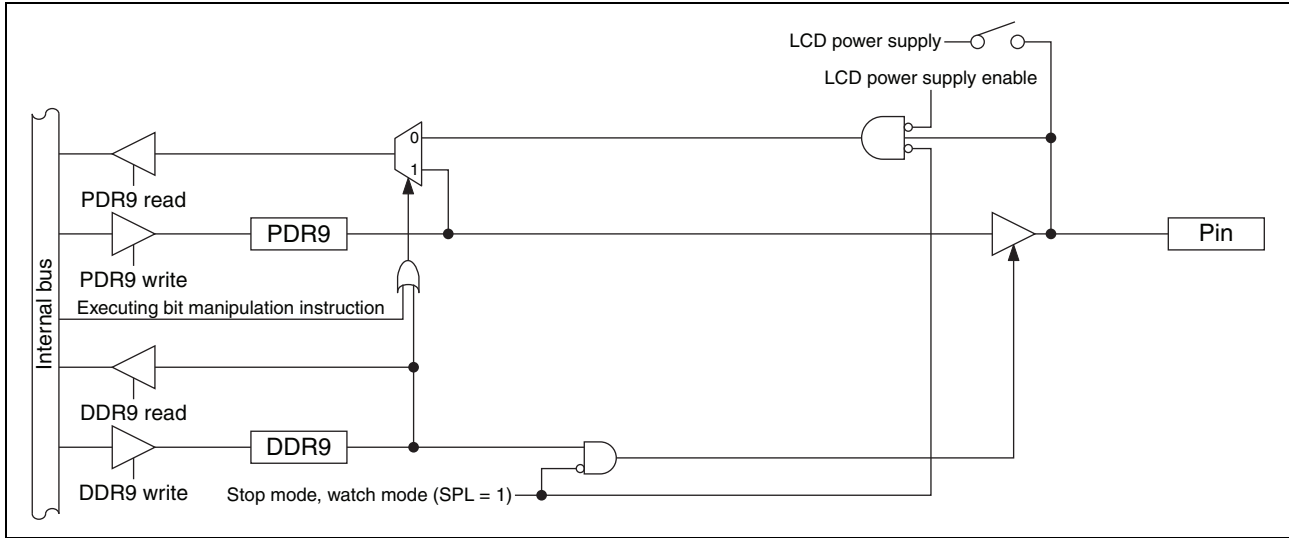 LCD power supply
LCD power supply enable
0
1
PDR9 read
PDR9
Pin
PDR9 write
Executing bit manipulation instruction
Internal bus
DDR9 read
DDR9
DDR9 write
Stop mode, watch mode (SPL = 1)